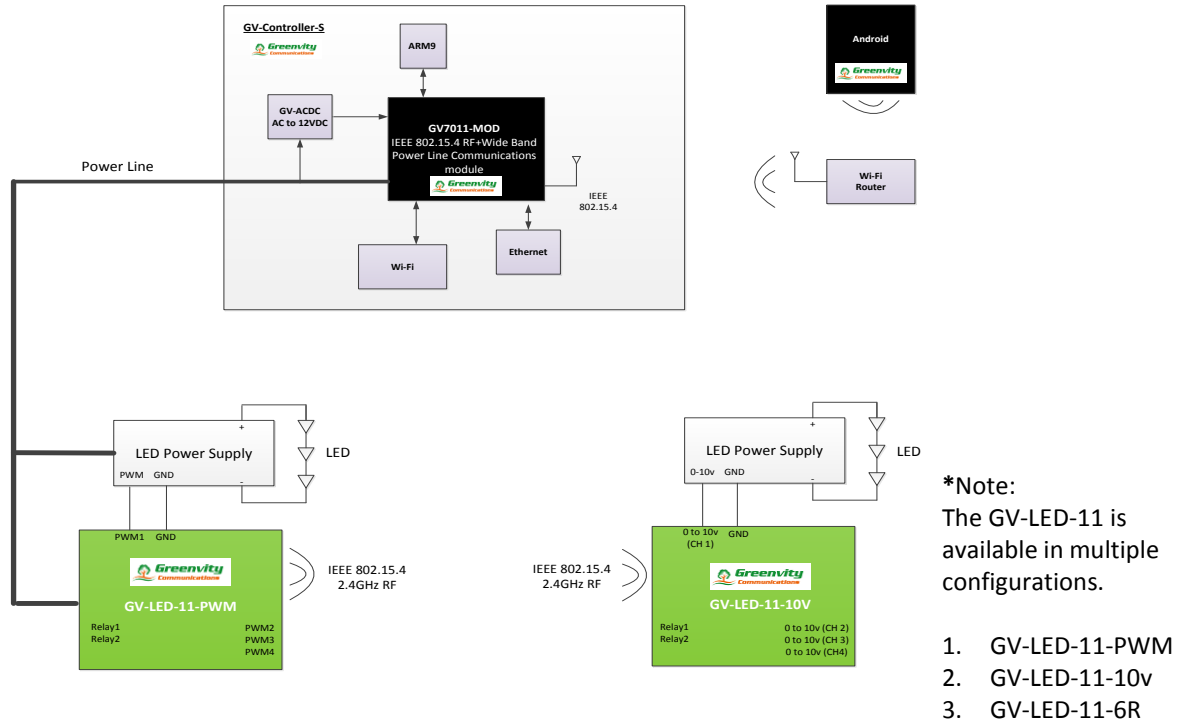 GV-Controller-S
Greenvity
Communications
ARM9
GV-ACDC
AC to 12VDC
GV7011-MOD
IEEE 802.15.4 RF+Wide Band
Power Line Communications
module
Greenvity
Communications
IEEE
802.15.4
Wi-Fi
Ethernet
Power Line
Android
Greenvity
Communications
Wi-Fi
Router
+
LED Power Supply
PWM GND
-
LED
PWM1 GND
Greenvity
Communications
GV-LED-11-PWM
Relay1
Relay2
PWM2
PWM3
PWM4
IEEE 802.15.4
2.4GHz RF
+
LED Power Supply
0-10v GND
-
LED
IEEE 802.15.4
2.4GHz RF
0 to 10v
(CH 1)
GND
Greenvity
Communications
GV-LED-11-10V
Relay1
Relay2
0 to 10v (CH 2)
0 to 10v (CH 3)
0 to 10v (CH4)
*Note:
The GV-LED-11 is
available in multiple
configurations.
1. GV-LED-11-PWM
2. GV-LED-11-10v
3. GV-LED-11-6R